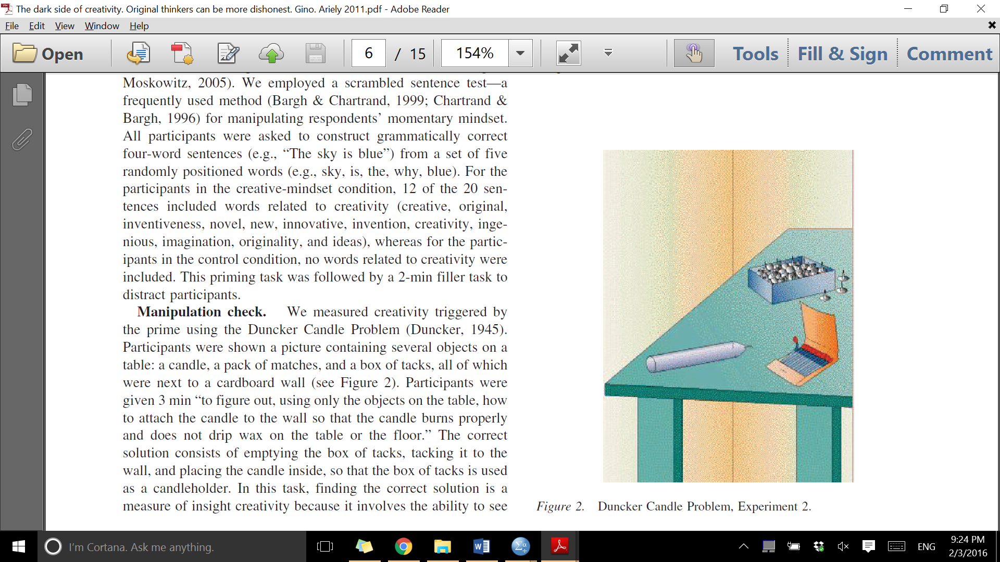 The dark side of creativity. Original thinkers can be more dishonest. Gino. Ariely 2011.pdf - Adobe Reader
File Edit View Window Help
Open 6 / 15 154% Tools Fill & Sign Comment
Moskowitz, 2005). We employed a scrambled sentence test—a
frequently used method (Bargh & Chartrand, 1999; Chartrand &
Bargh, 1996) for manipulating respondents’ momentary mindset.
All participants were asked to construct grammatically correct
four-word sentences (e.g., “The sky is blue”) from a set of five
randomly positioned words (e.g., sky, is, the, why, blue). For the
participants in the creative-mindset condition, 12 of the 20 sen-
tences included words related to creativity (creative, original,
inventiveness, novel, new, innovative, invention, creativity, inge-
nious, imagination, originality, and ideas), whereas for the partic-
ipants in the control condition, no words related to creativity were
included. This priming task was followed by a 2-min filler task to
distract participants.
Manipulation check. We measured creativity triggered by
the prime using the Duncker Candle Problem (Duncker, 1945).
Participants were shown a picture containing several objects on a
table: a candle, a pack of matches, and a box of tacks, all of which
were next to a cardboard wall (see Figure 2). Participants were
given 3 min “to figure out, using only the objects on the table, how
to attach the candle to the wall so that the candle burns properly
and does not drip wax on the table or the floor.” The correct
solution consists of emptying the box of tacks, tacking it to the
wall, and placing the candle inside, so that the box of tacks is used
as a candleholder. In this task, finding the correct solution is a
measure of insight creativity because it involves the ability to see
Figure 2. Duncker Candle Problem, Experiment 2.
I'm Cortana. Ask me anything.
ENG
9:24 PM
2/3/2016